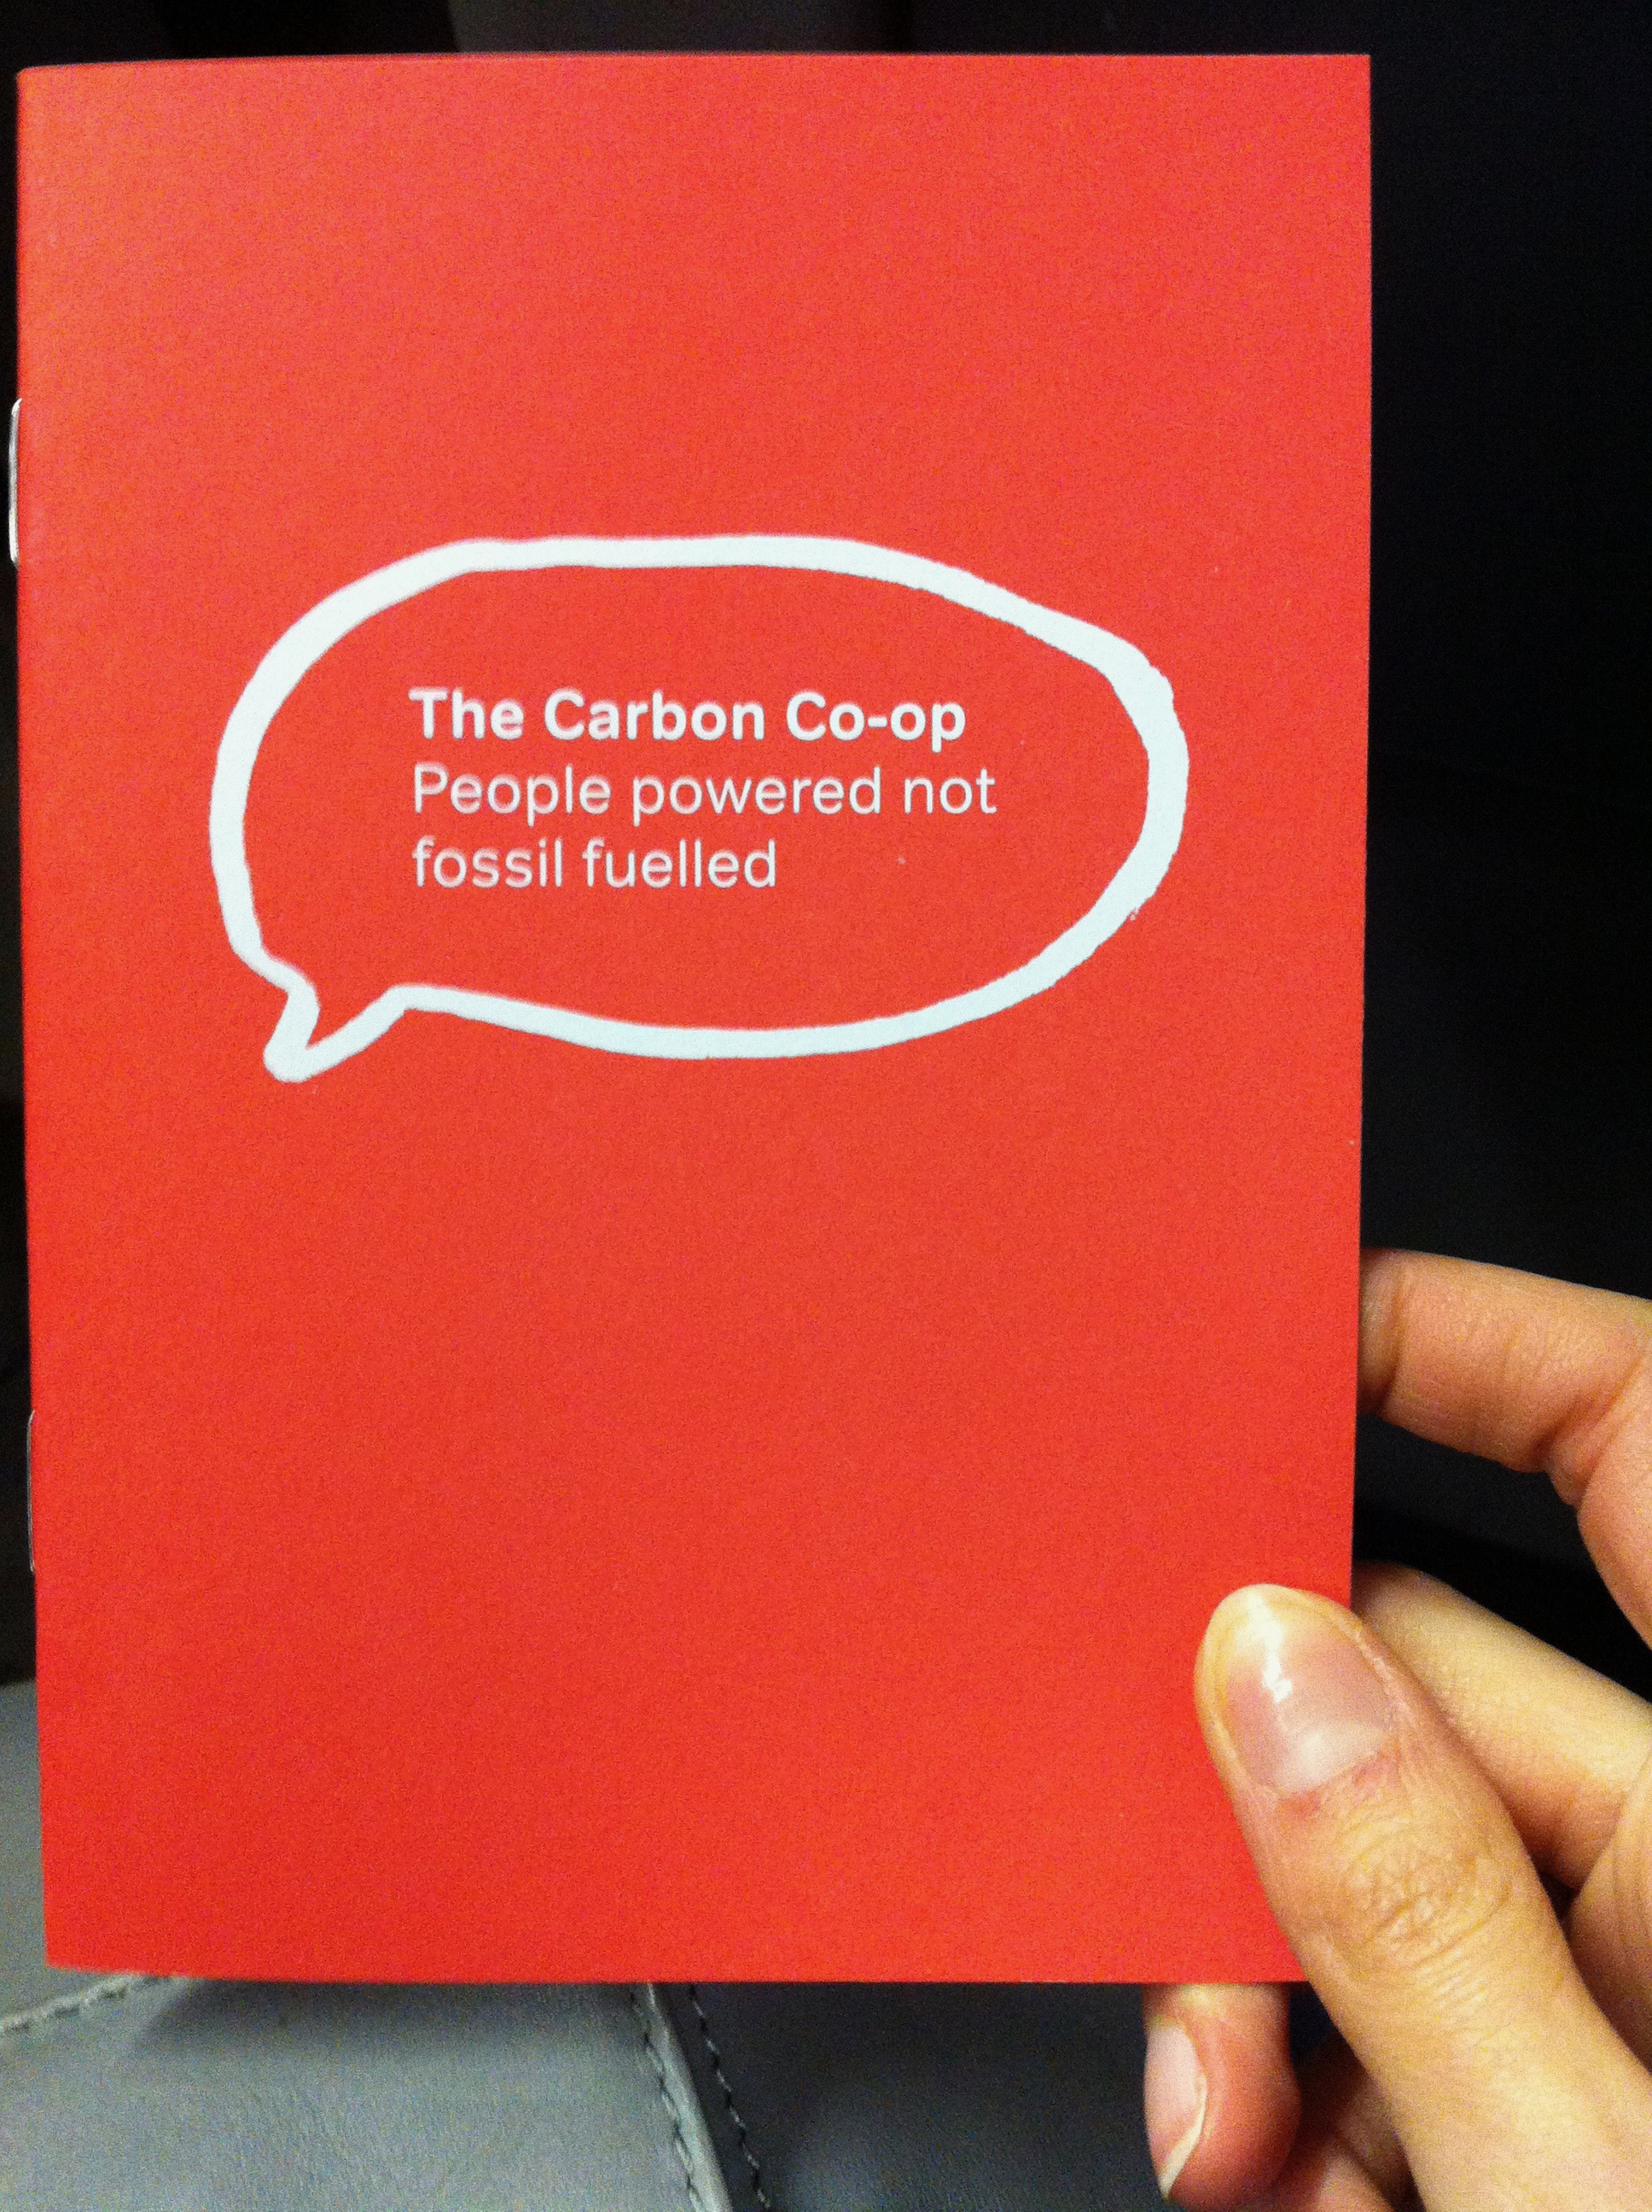 The Carbon Co-op
People powered not
fossil fuelled